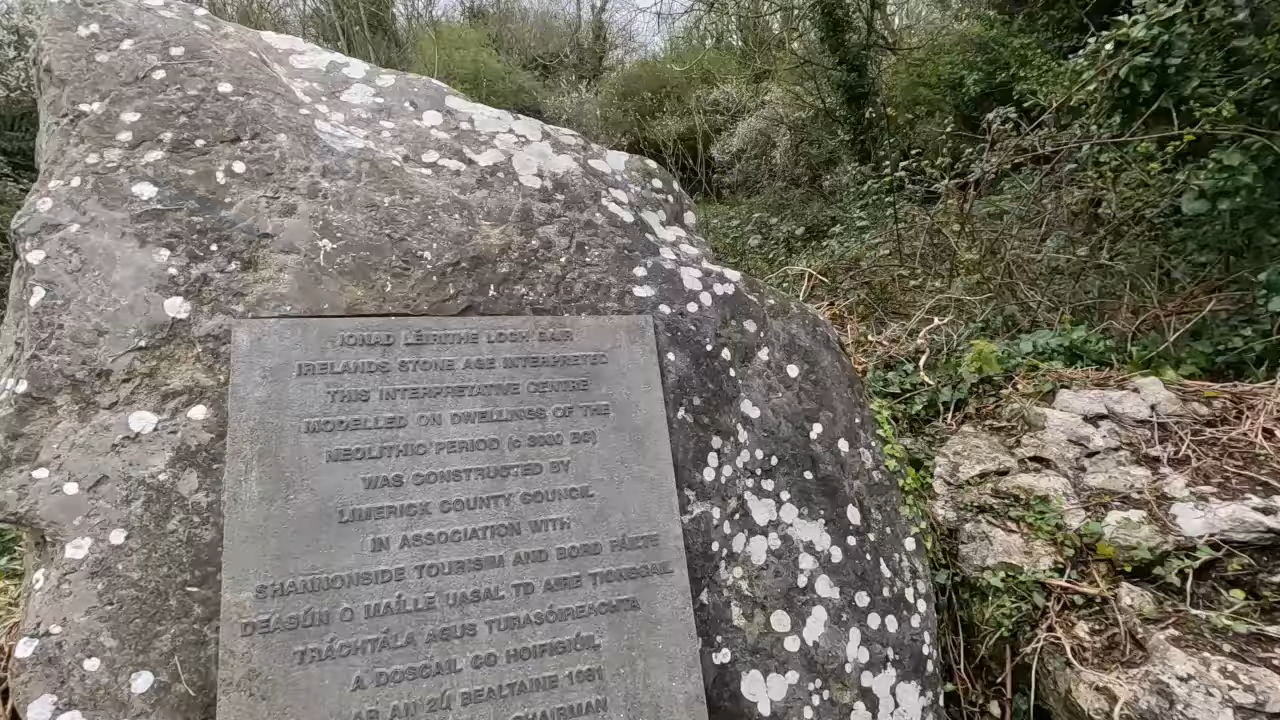 IONAD LÉIRITHE LOCH GAIR
IRELANDS STONE AGE INTERPRETED
THIS INTERPRETATIVE CENTRE
MODELLED ON DWELLINGS OF THE
NEOLITHIC PERIOD (c 3000 BC)
WAS CONSTRUCTED BY
LIMERICK COUNTY COUNCIL
IN ASSOCIATION WITH
SHANNONSIDE TOURISM AND BORD FÁILTE
DEASÚN O MAÍLLE UASAL TD AIRE TIONSCAIL
TRÁCHTÁLA AGUS TURASÓIREACHTA
A DOSCAIL GO HOIFIGIÚIL
AR AN 2Ú BEALTAINE 1981
CHAIRMAN